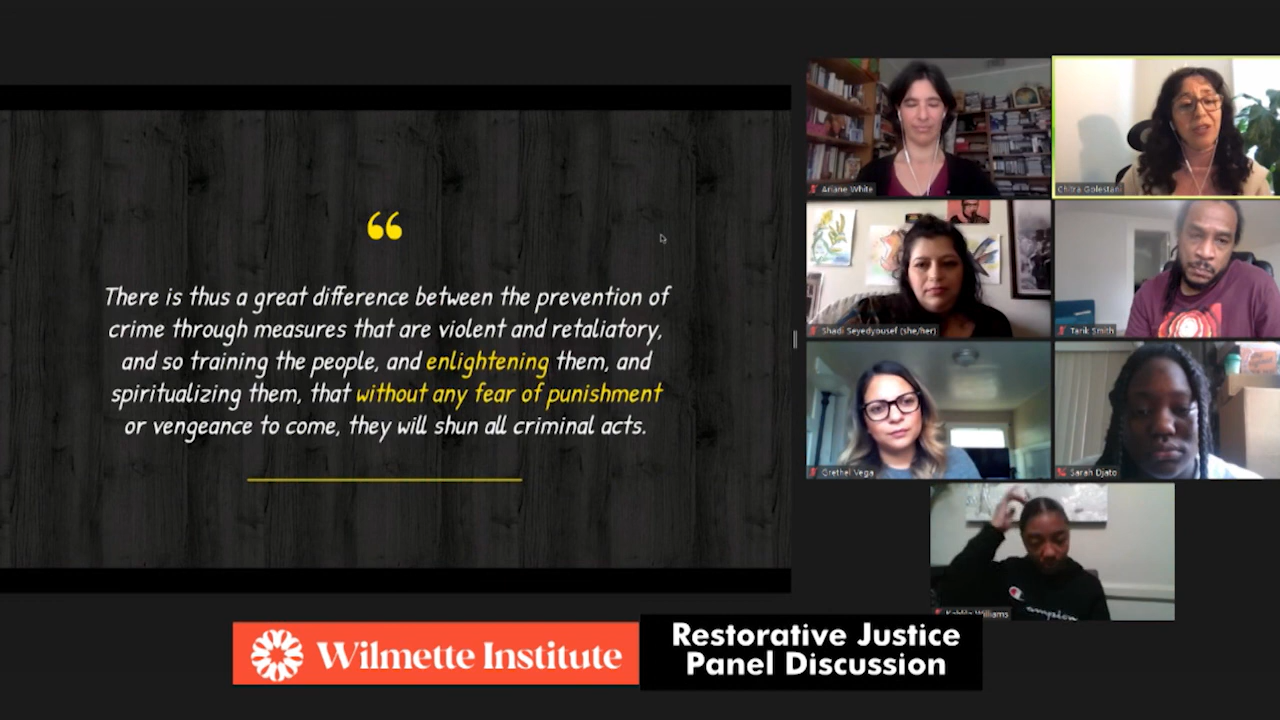 “
There is thus a great difference between the prevention of
crime through measures that are violent and retaliatory,
and so training the people, and enlightening them, and
spiritualizing them, that without any fear of punishment
or vengeance to come, they will shun all criminal acts.
Ariane White
Chitra Golestani
Shadi Seyedyousef (she/her)
Tarik Smith
Grethel Vega
Sarah Djato
Williams
Champion
Wilmette Institute
Restorative Justice
Panel Discussion